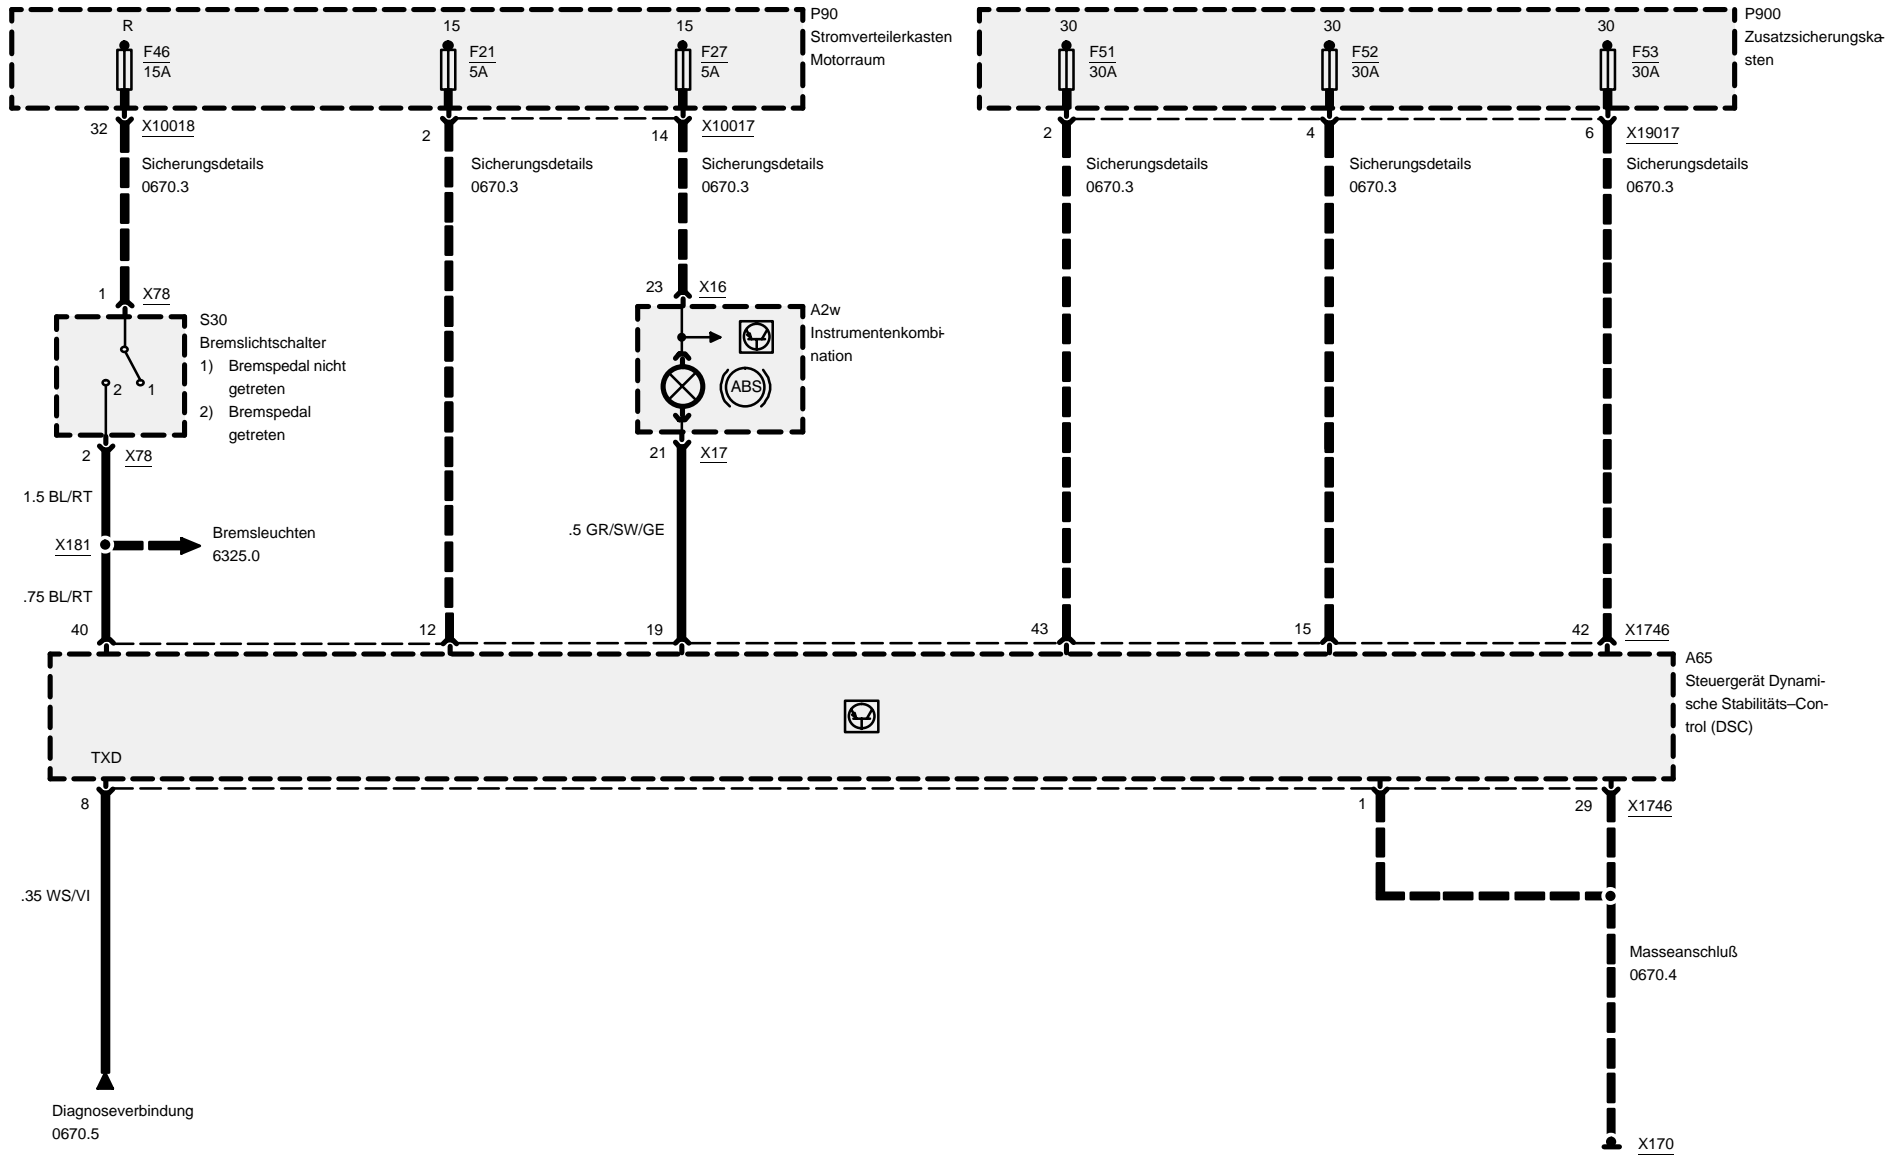 R
15
15
P90
Stromverteilerkasten
Motorraum
30
30
30
P900
Zusatzsicherungska-
sten
F46
15A
F21
5A
F27
5A
F51
30A
F52
30A
F53
30A
32
X10018
2
14
X10017
2
4
6
X19017
Sicherungsdetails
0670.3
Sicherungsdetails
0670.3
Sicherungsdetails
0670.3
Sicherungsdetails
0670.3
Sicherungsdetails
0670.3
Sicherungsdetails
0670.3
1
X78
23
X16
S30
Bremslichtschalter
1) Bremspedal nicht
getreten
2) Bremspedal
getreten
2
1
A2w
Instrumentenkombi-
nation
ABS
2
X78
21
X17
1.5 BL/RT
X181
Bremsleuchten
6325.0
.75 BL/RT
.5 GR/SW/GE
40
12
19
43
15
42
X1746
A65
Steuergerät Dynami-
sche Stabilitäts–Con-
trol (DSC)
TXD
8
1
29
X1746
.35 WS/VI
Masseanschluß
0670.4
Diagnoseverbindung
0670.5
X170